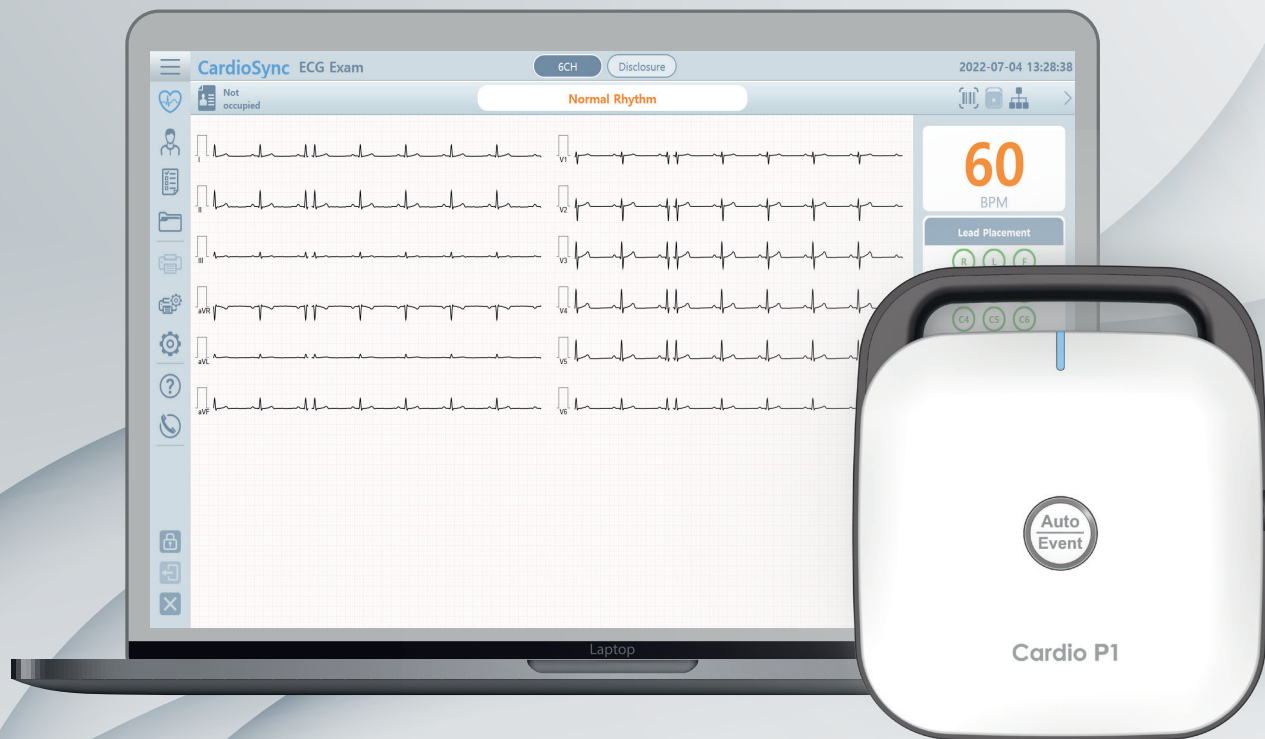 CardioSync ECG Exam
6CH
Disclosure
2022-07-04 13:28:38
Not
occupied
Normal Rhythm
I
V1
II
V2
III
V3
aVR
V4
aVL
V5
aVF
V6
60
BPM
Lead Placement
R L F
C4 C5 C6
Laptop
Auto
Event
Cardio P1